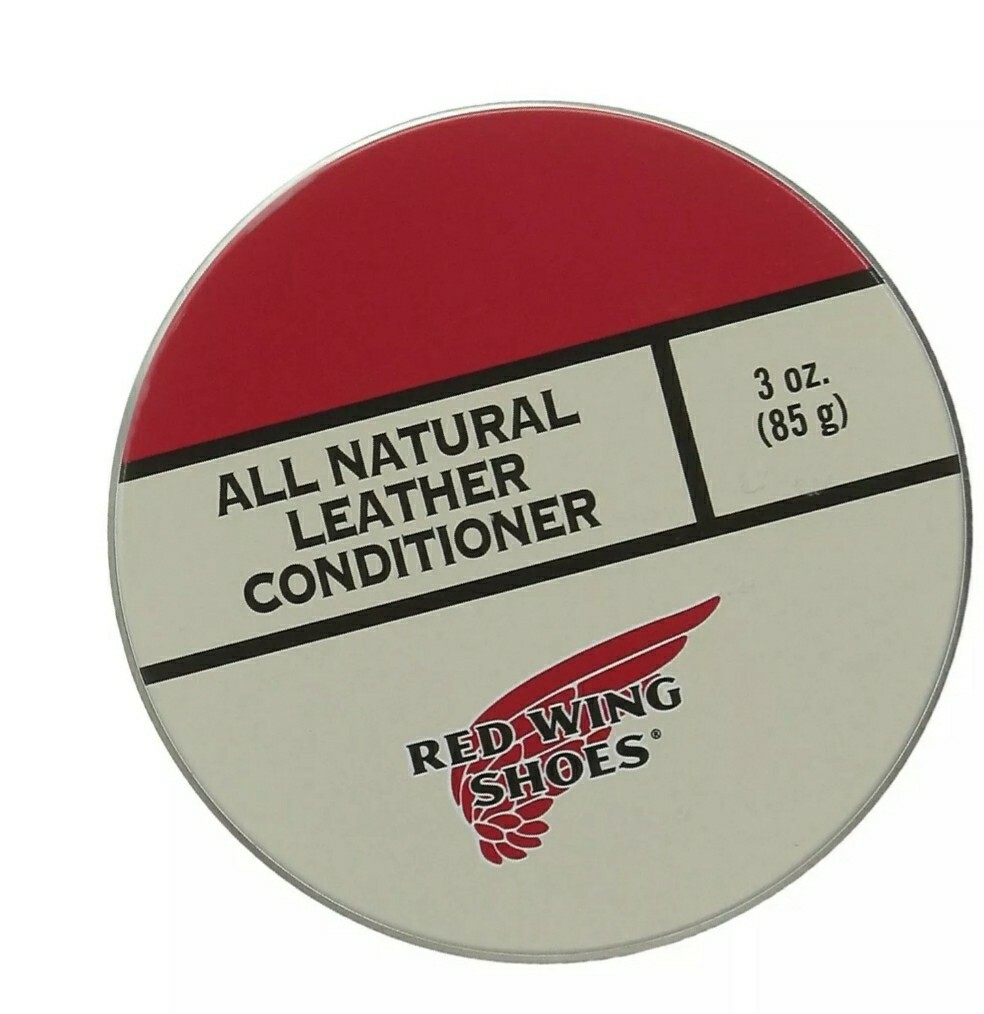 ALL NATURAL
LEATHER
CONDITIONER
3 oz.
(85 g)
RED WING
SHOES®